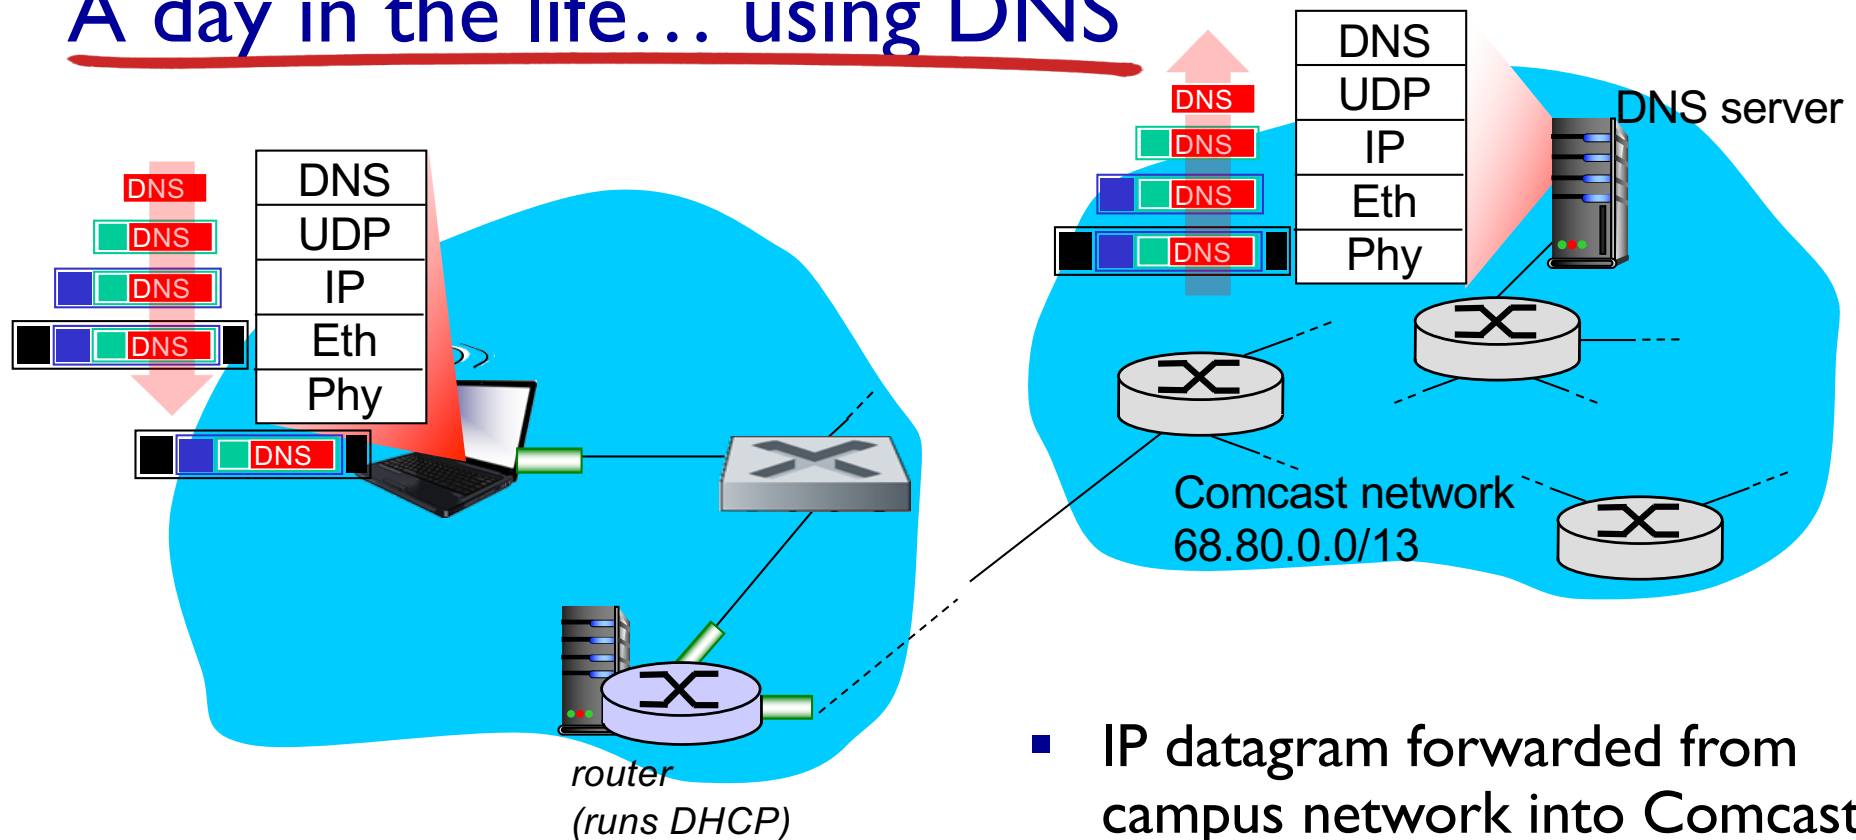 A day in the life… using DNS
DNS
UDP
IP
Eth
Phy
DNS
DNS
DNS
DNS
DNS
DNS
UDP
IP
Eth
Phy
DNS
DNS
DNS
DNS
DNS server
Comcast network
68.80.0.0/13
router
(runs DHCP)
▪ IP datagram forwarded from
campus network into Comcast